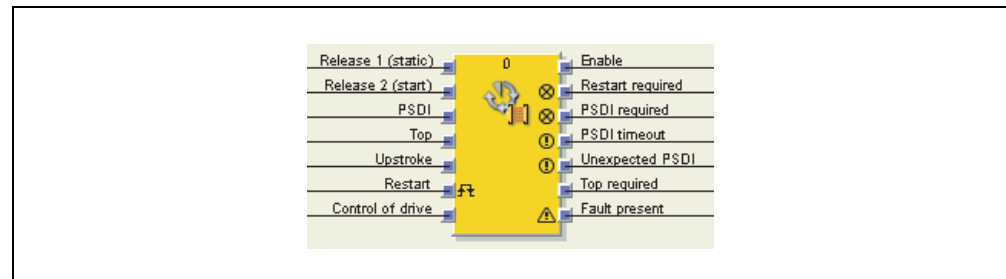 Release 1 (static)
0
Enable
Release 2 (start)
Restart required
PSDI
PSDI required
Top
PSDI timeout
Upstroke
Unexpected PSDI
Restart
Top required
Control of drive
Fault present